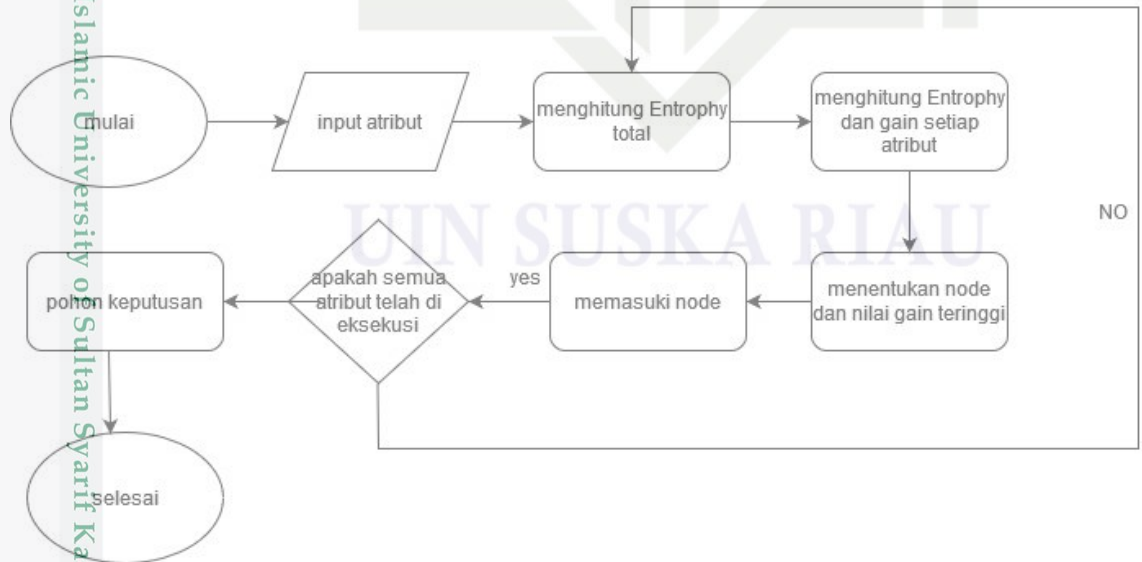 mulai
input atribut
menghitung Entrophy
total
menghitung Entrophy
dan gain setiap
atribut
NO
menentukan node
dan nilai gain teringgi
memasuki node
yes
apakah semua
atribut telah di
eksekusi
pohon keputusan
selesai
UIN SUSKA RIAU
Islamic University of Sultan Syarif Ka